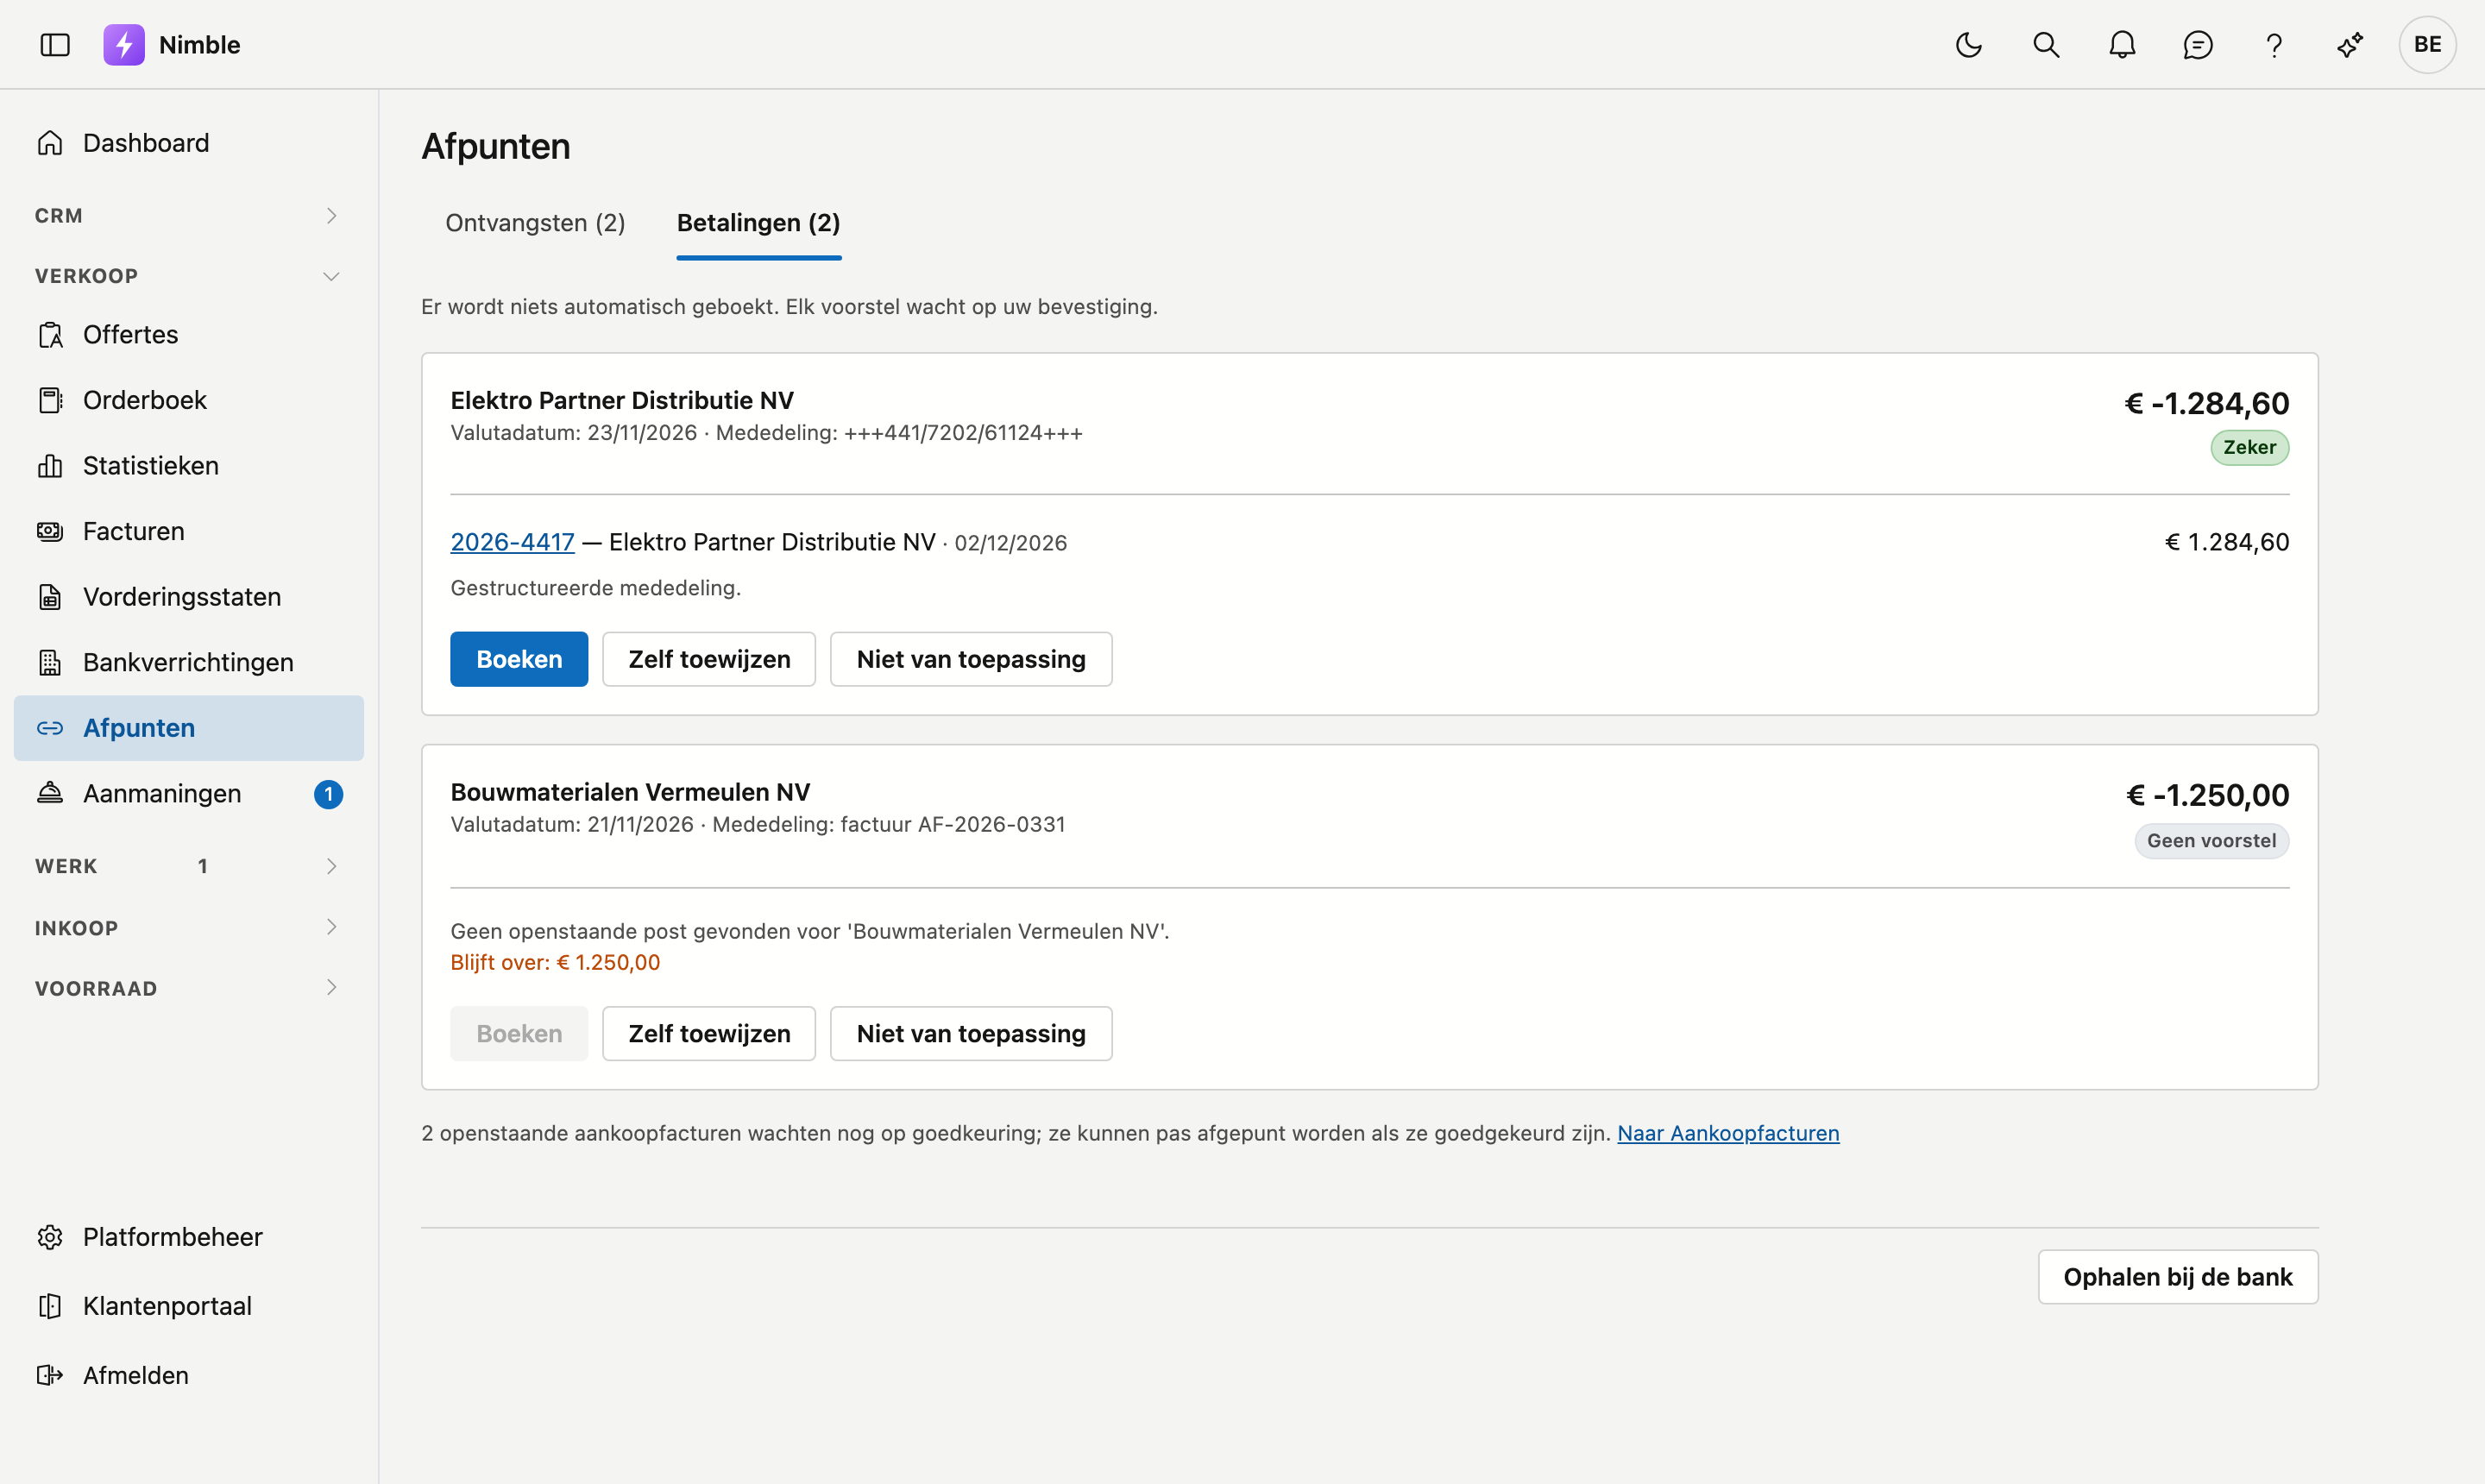 Nimble
BE
Dashboard
CRM
VERKOOP
Offertes
Orderboek
Statistieken
Facturen
Vorderingsstaten
Bankverrichtingen
Afpunten
Aanmaningen 1
WERK 1
INKOOP
VOORRAAD
Platformbeheer
Klantenportaal
Afmelden
Afpunten
Ontvangsten (2) Betalingen (2)
Er wordt niets automatisch geboekt. Elk voorstel wacht op uw bevestiging.
Elektro Partner Distributie NV € -1.284,60
Valutadatum: 23/11/2026 · Mededeling: +++441/7202/61124+++
Zeker
2026-4417 — Elektro Partner Distributie NV · 02/12/2026 € 1.284,60
Gestructureerde mededeling.
Boeken Zelf toewijzen Niet van toepassing
Bouwmaterialen Vermeulen NV € -1.250,00
Valutadatum: 21/11/2026 · Mededeling: factuur AF-2026-0331
Geen voorstel
Geen openstaande post gevonden voor 'Bouwmaterialen Vermeulen NV'.
Blijft over: € 1.250,00
Boeken Zelf toewijzen Niet van toepassing
2 openstaande aankoopfacturen wachten nog op goedkeuring; ze kunnen pas afgepunt worden als ze goedgekeurd zijn. Naar Aankoopfacturen
Ophalen bij de bank